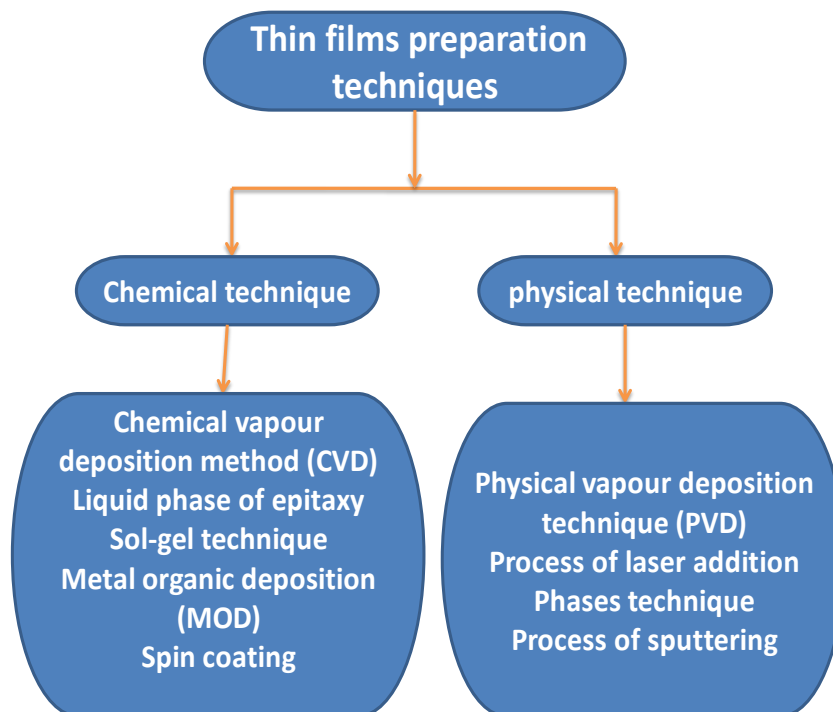 Thin films preparation
techniques
Chemical technique
physical technique
Chemical vapour
deposition method (CVD)
Liquid phase of epitaxy
Sol-gel technique
Metal organic deposition
(MOD)
Spin coating
Physical vapour deposition
technique (PVD)
Process of laser addition
Phases technique
Process of sputtering